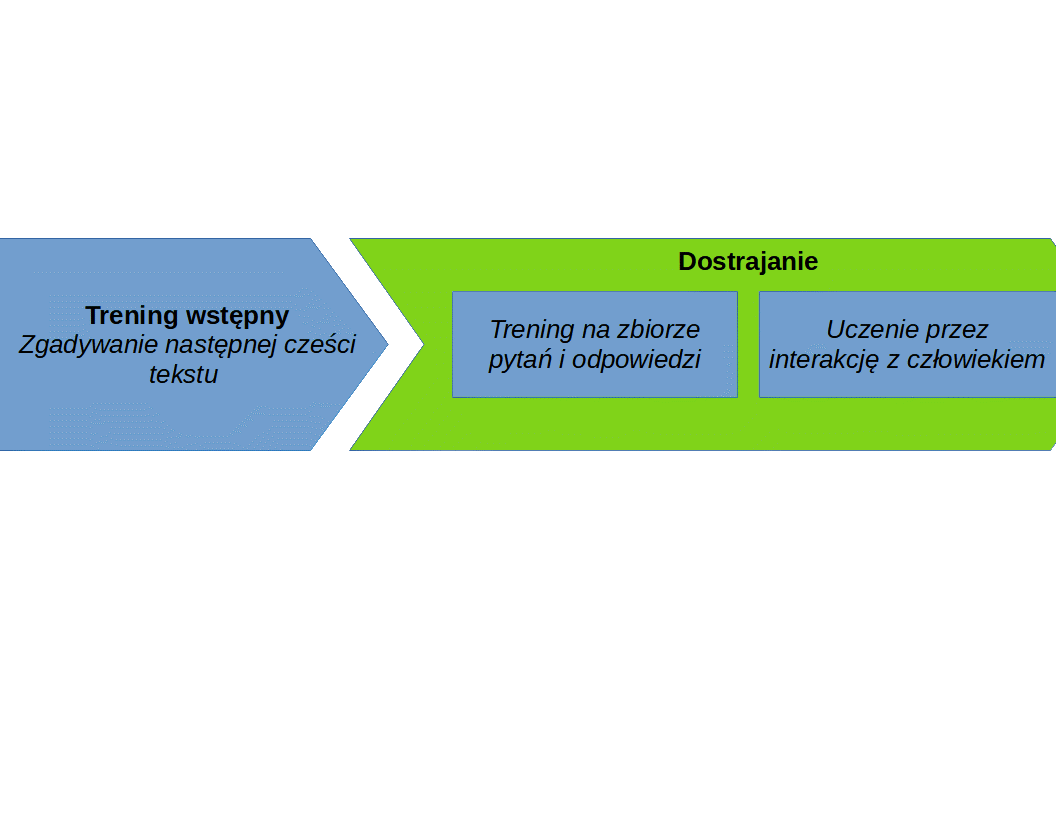 Trening wstępny
Zgadywanie następnej cześci
tekstu
Dostrajanie
Trening na zbiorze
pytań i odpowiedzi
Uczenie przez
interakcję z człowiekiem